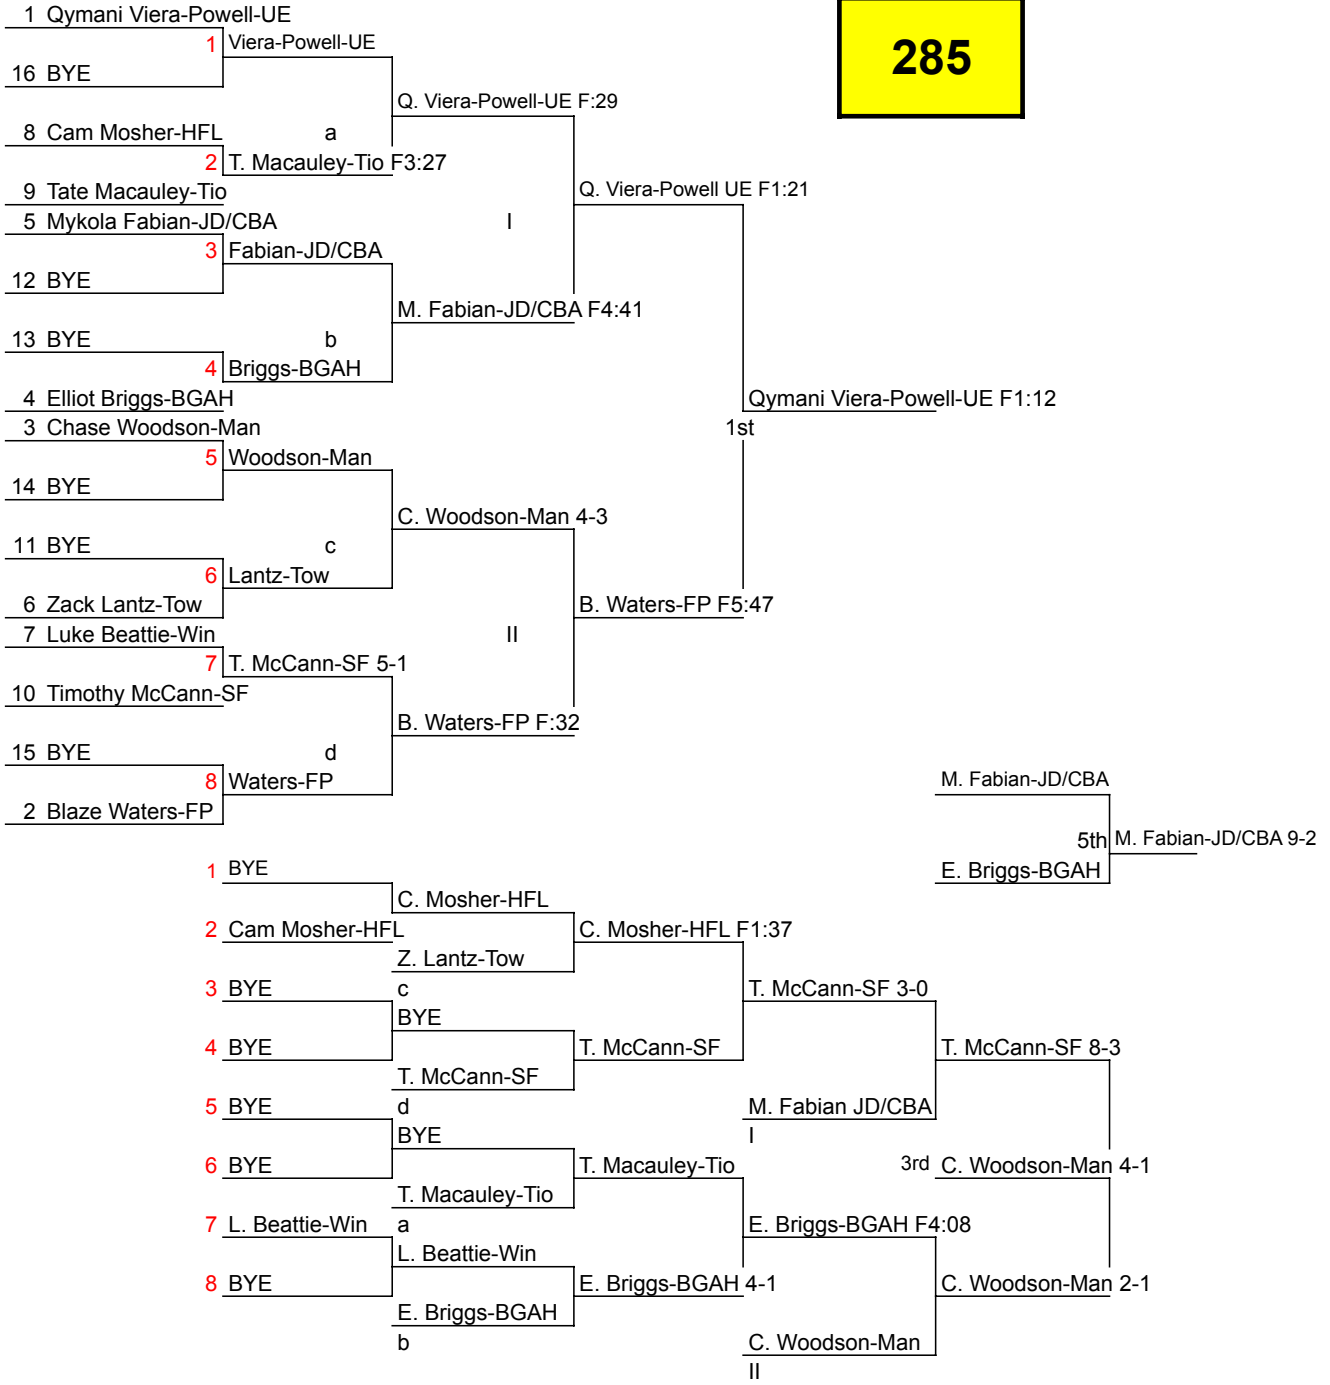 1 Qymani Viera-Powell-UE
1 Viera-Powell-UE
285
16 BYE
Q. Viera-Powell-UE F:29
8 Cam Mosher-HFL
a
2 T. Macauley-Tio F3:27
9 Tate Macauley-Tio
Q. Viera-Powell UE F1:21
5 Mykola Fabian-JD/CBA
I
3 Fabian-JD/CBA
12 BYE
M. Fabian-JD/CBA F4:41
13 BYE
b
4 Briggs-BGAH
4 Elliot Briggs-BGAH
Qymani Viera-Powell-UE F1:12
3 Chase Woodson-Man
1st
5 Woodson-Man
14 BYE
C. Woodson-Man 4-3
11 BYE
c
6 Lantz-Tow
6 Zack Lantz-Tow
B. Waters-FP F5:47
7 Luke Beattie-Win
II
7 T. McCann-SF 5-1
10 Timothy McCann-SF
B. Waters-FP F:32
15 BYE
d
8 Waters-FP
M. Fabian-JD/CBA
2 Blaze Waters-FP
5th M. Fabian-JD/CBA 9-2
1 BYE
E. Briggs-BGAH
C. Mosher-HFL
2 Cam Mosher-HFL
C. Mosher-HFL F1:37
Z. Lantz-Tow
3 BYE
c
T. McCann-SF 3-0
BYE
4 BYE
T. McCann-SF
T. McCann-SF 8-3
T. McCann-SF
5 BYE
d
M. Fabian JD/CBA
BYE
I
6 BYE
T. Macauley-Tio
3rd C. Woodson-Man 4-1
T. Macauley-Tio
7 L. Beattie-Win
a
E. Briggs-BGAH F4:08
L. Beattie-Win
8 BYE
E. Briggs-BGAH 4-1
C. Woodson-Man 2-1
E. Briggs-BGAH
b
C. Woodson-Man
II